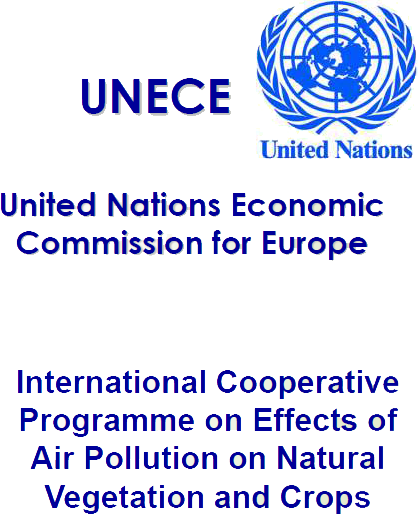 UNECE
United Nations
United Nations Economic
Commission for Europe
International Cooperative
Programme on Effects of
Air Pollution on Natural
Vegetation and Crops